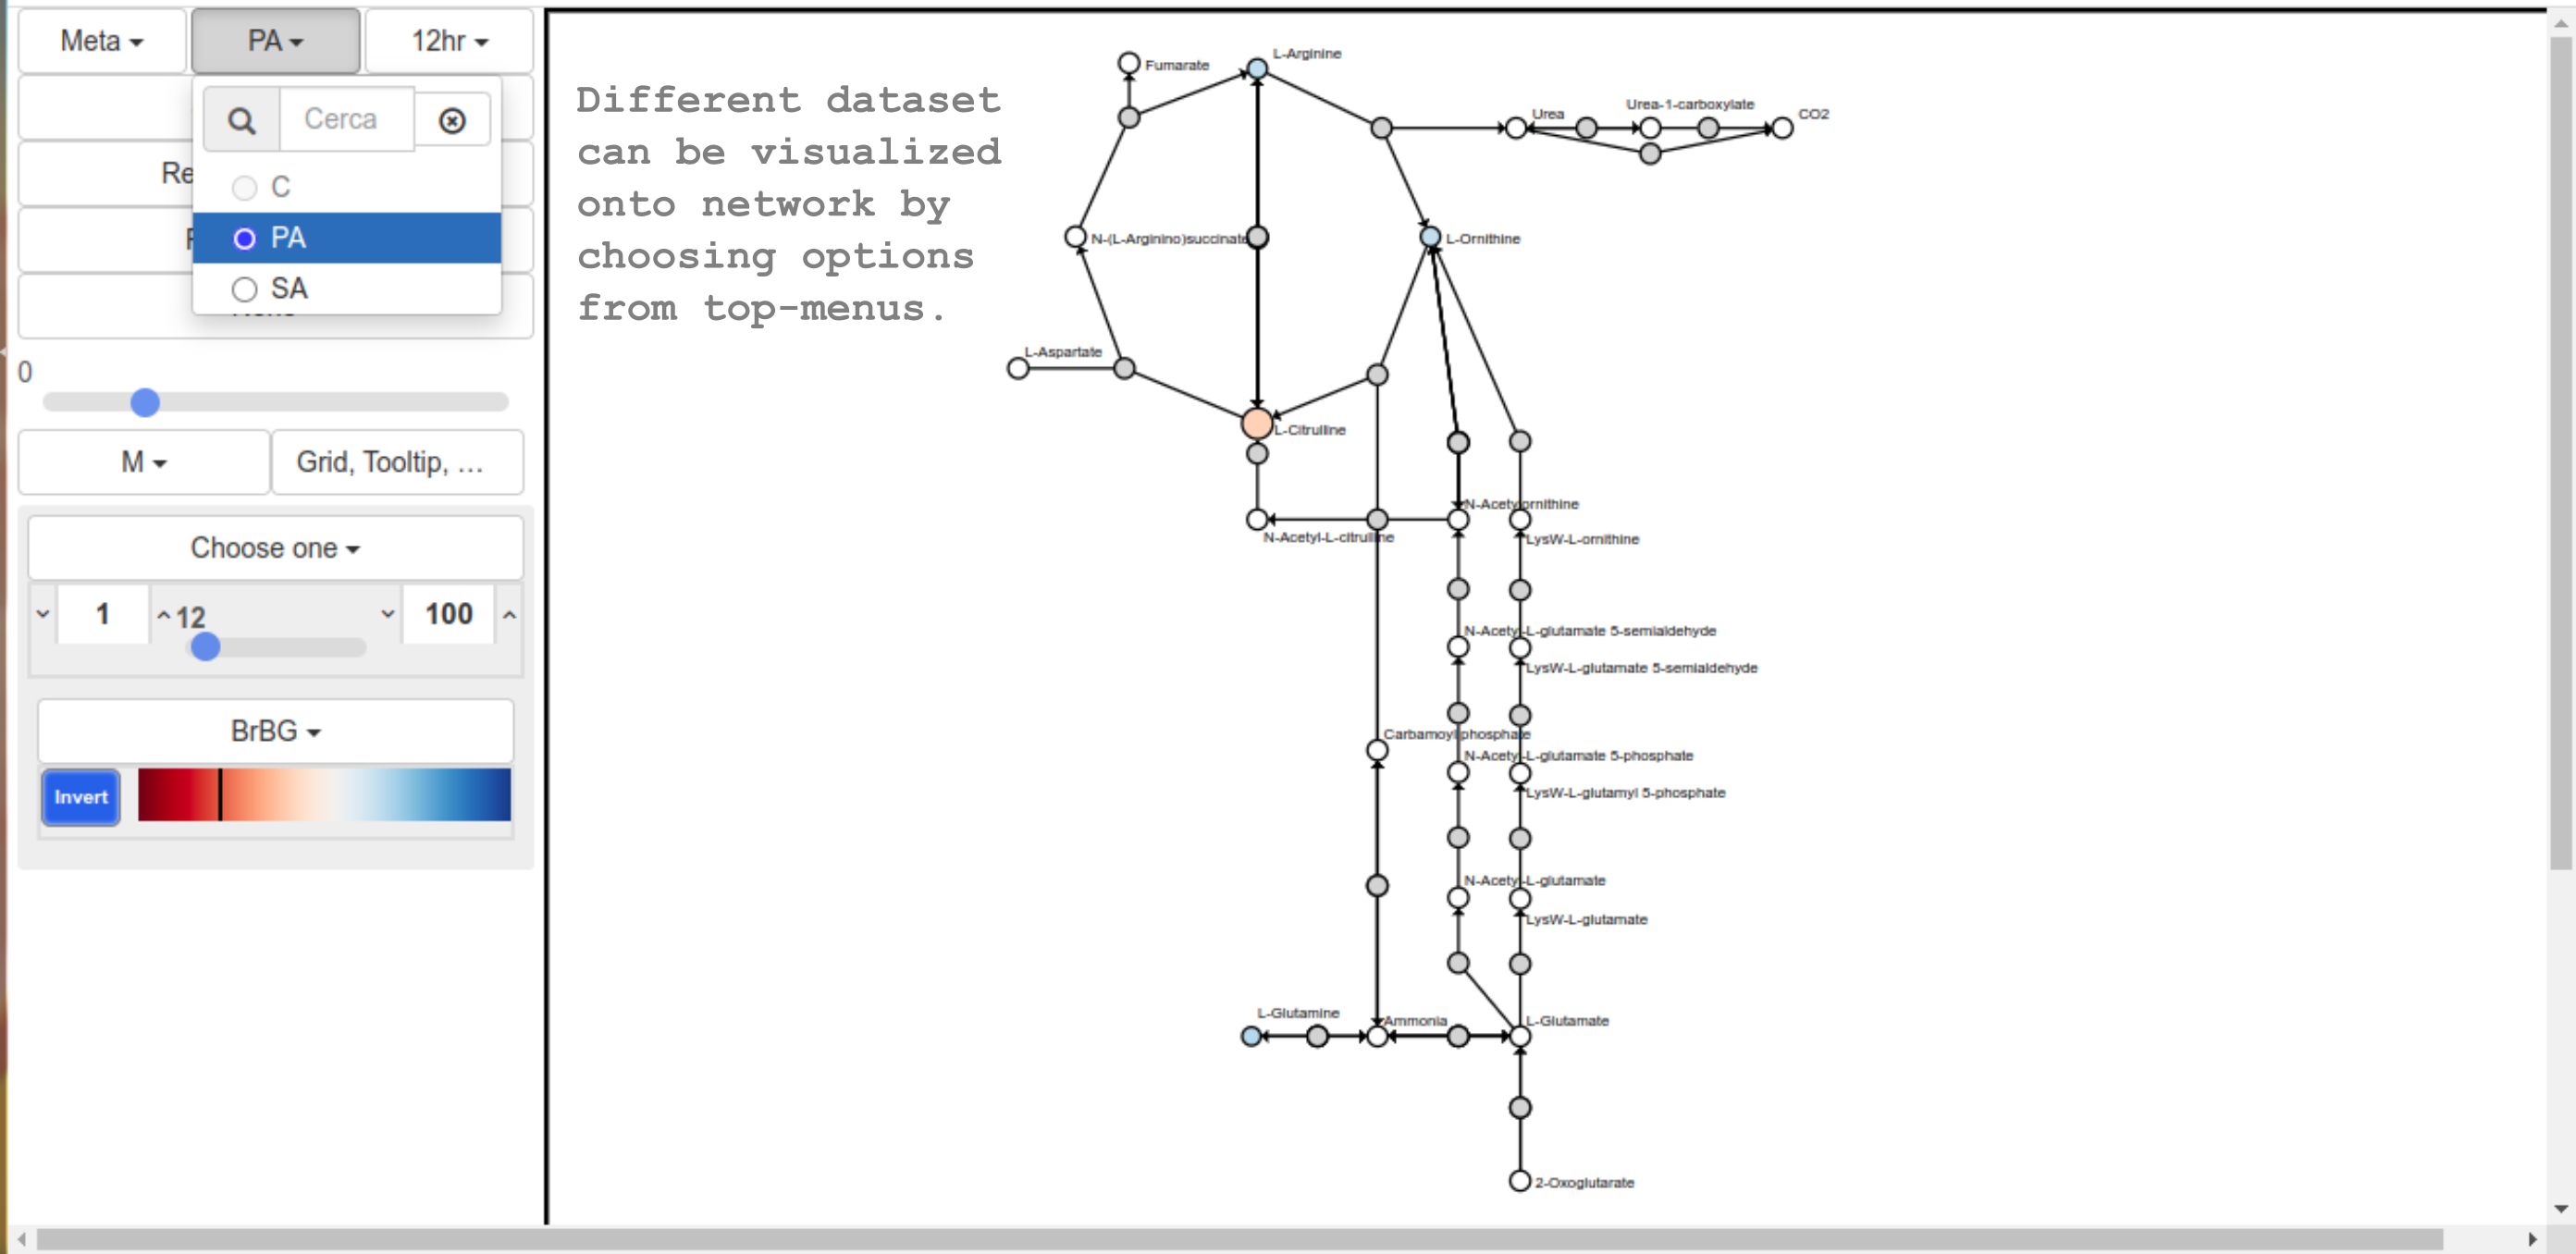 Meta
PA
12hr
Cerca
Re
C
PA
SA
0
M
Grid, Tooltip, ...
Choose one
1
12
100
BrBG
Invert
Different dataset
can be visualized
onto network by
choosing options
from top-menus.
Fumarate
L-Arginine
Urea
Urea-1-carboxylate
CO2
N-(L-Arginino)succinate
L-Ornithine
L-Aspartate
L-Citrulline
N-Acetylornithine
N-Acetyl-L-citrulline
LysW-L-ornithine
N-Acetyl-L-glutamate 5-semialdehyde
LysW-L-glutamate 5-semialdehyde
Carbamoyl phosphate
N-Acetyl-L-glutamate 5-phosphate
LysW-L-glutamyl 5-phosphate
N-Acetyl-L-glutamate
LysW-L-glutamate
L-Glutamine
Ammonia
L-Glutamate
2-Oxoglutarate